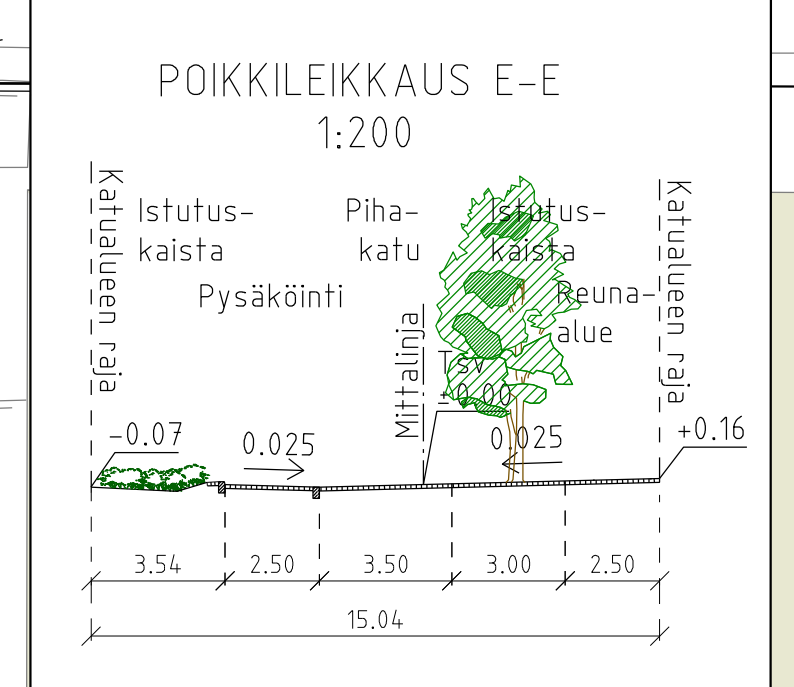 POIKKILEIKKAUS E-E
1:200
Katualueen raja
Istutus-
kaista
Pysäköinti
Piha-
katu
Mittalinja
Istutus-
kaista
Reuna-
alue
Katualueen raja
Tsv
±0.00
-0.07
0.025
0.025
+0.16
3.54 2.50 3.50 3.00 2.50
15.04